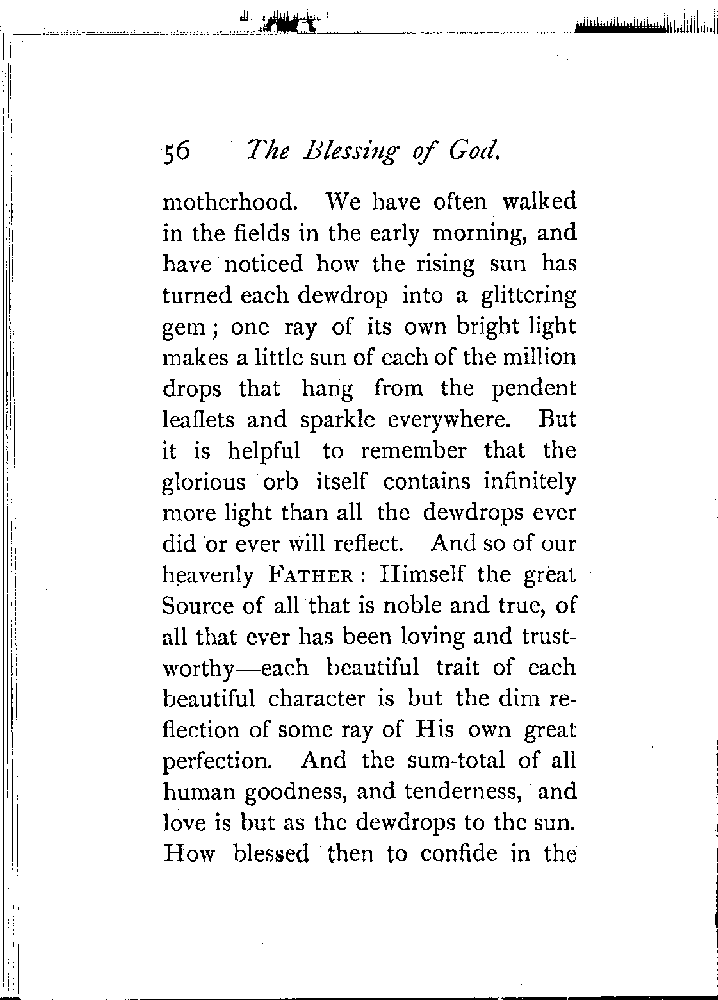 56 The Blessing of God.
motherhood. We have often walked
in the fields in the early morning, and
have noticed how the rising sun has
turned each dewdrop into a glittering
gem ; one ray of its own bright light
makes a little sun of each of the million
drops that hang from the pendent
leaflets and sparkle everywhere. But
it is helpful to remember that the
glorious orb itself contains infinitely
more light than all the dewdrops ever
did or ever will reflect. And so of our
heavenly FATHER : Himself the great
Source of all that is noble and true, of
all that ever has been loving and trust-
worthy—each beautiful trait of each
beautiful character is but the dim re-
flection of some ray of His own great
perfection. And the sum-total of all
human goodness, and tenderness, and
love is but as the dewdrops to the sun.
How blessed then to confide in the